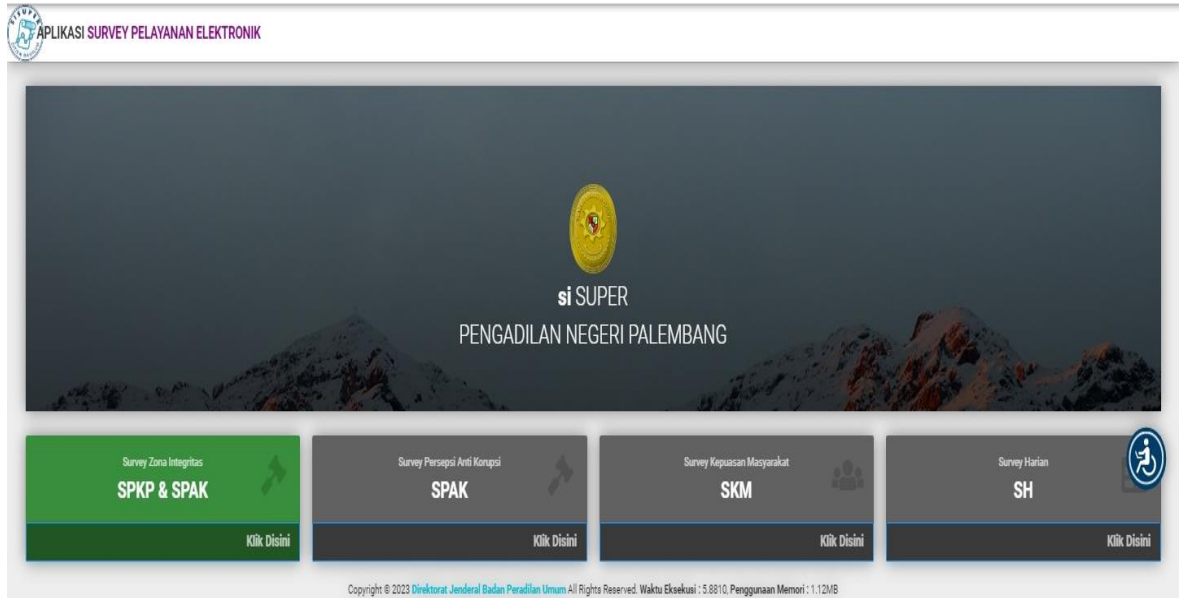 APLIKASI SURVEY PELAYANAN ELEKTRONIK
si SUPER
PENGADILAN NEGERI PALEMBANG
Survey Zona Integritas
SPKP & SPAK
Klik Disini
Survey Persepsi Anti Korupsi
SPAK
Klik Disini
Survey Kepuasan Masyarakat
SKM
Klik Disini
Survey Harian
SH
Klik Disini
Copyright © 2023 Direktorat Jenderal Badan Peradilan Umum All Rights Reserved. Waktu Eksekusi : 5.8810, Penggunaan Memori : 1.12MB